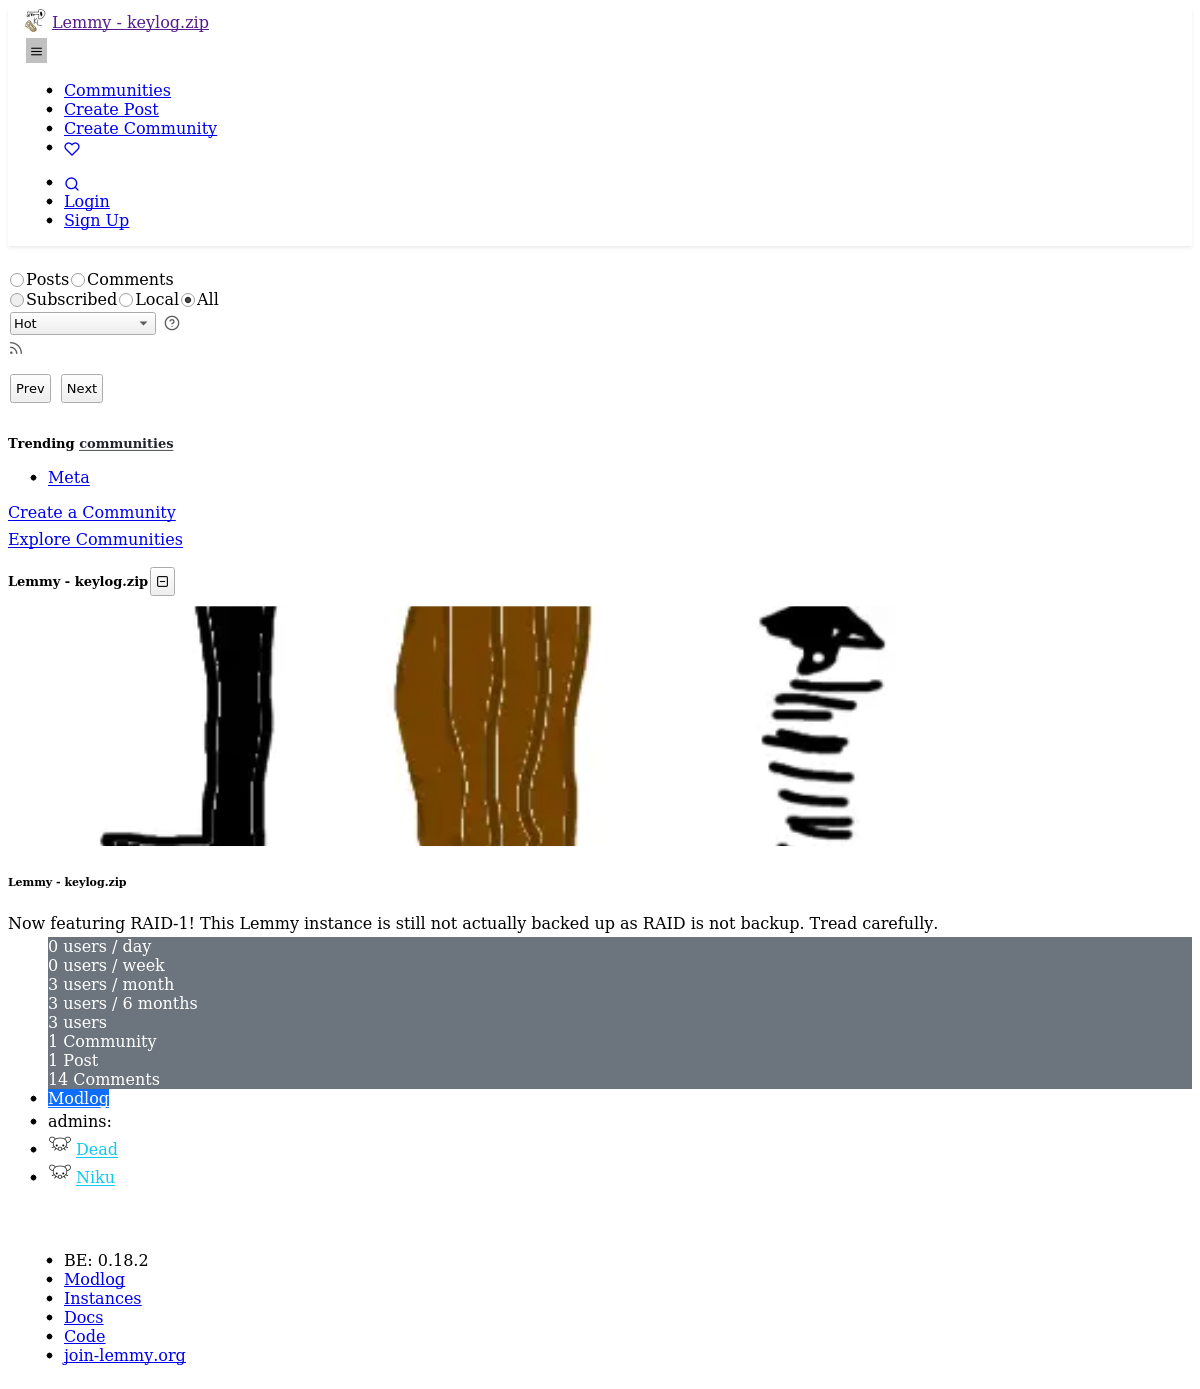 Lemmy - keylog.zip
Communities
Create Post
Create Community
Login
Sign Up
Posts Comments
Subscribed Local All
Hot
Prev Next
Trending communities
Meta
Create a Community
Explore Communities
Lemmy - keylog.zip
Lemmy - keylog.zip
Now featuring RAID-1! This Lemmy instance is still not actually backed up as RAID is not backup. Tread carefully.
0 users / day
0 users / week
3 users / month
3 users / 6 months
3 users
1 Community
1 Post
14 Comments
Modlog
admins:
Dead
Niku
BE: 0.18.2
Modlog
Instances
Docs
Code
join-lemmy.org